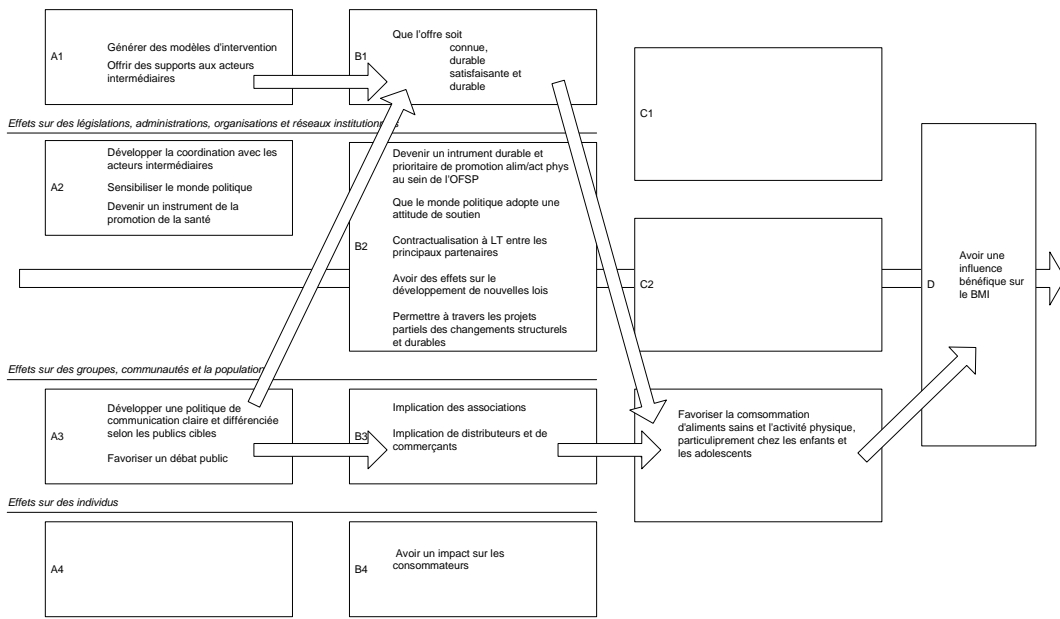 A1
Générer des modèles d'intervention
Offrir des supports aux acteurs
intermédiaires
B1
Que l'offre soit
connue,
durable
satisfaisante et
durable
C1
Effets sur des législations, administrations, organisations et réseaux institutionnels
A2
Développer la coordination avec les
acteurs intermédiaires
Sensibiliser le monde politique
Devenir un instrument de la
promotion de la santé
B2
Devenir un intrument durable et
prioritaire de promotion alim/act phys
au sein de l'OFSP
Que le monde politique adopte une
attitude de soutien
Contractualisation à LT entre les
principaux partenaires
Avoir des effets sur le
développement de nouvelles lois
Permettre à travers les projets
partiels des changements structurels
et durables
C2
D
Avoir une
influence
bénéfique sur
le BMI
Effets sur des groupes, communautés et la population
A3
Développer une politique de
communication claire et différenciée
selon les publics cibles
Favoriser un débat public
B3
Implication des associations
Implication de distributeurs et de
commerçants
Favoriser la comsommation
d'aliments sains et l'activité physique,
particuliprement chez les enfants et
les adolescents
Effets sur des individus
A4
B4
Avoir un impact sur les
consommateurs